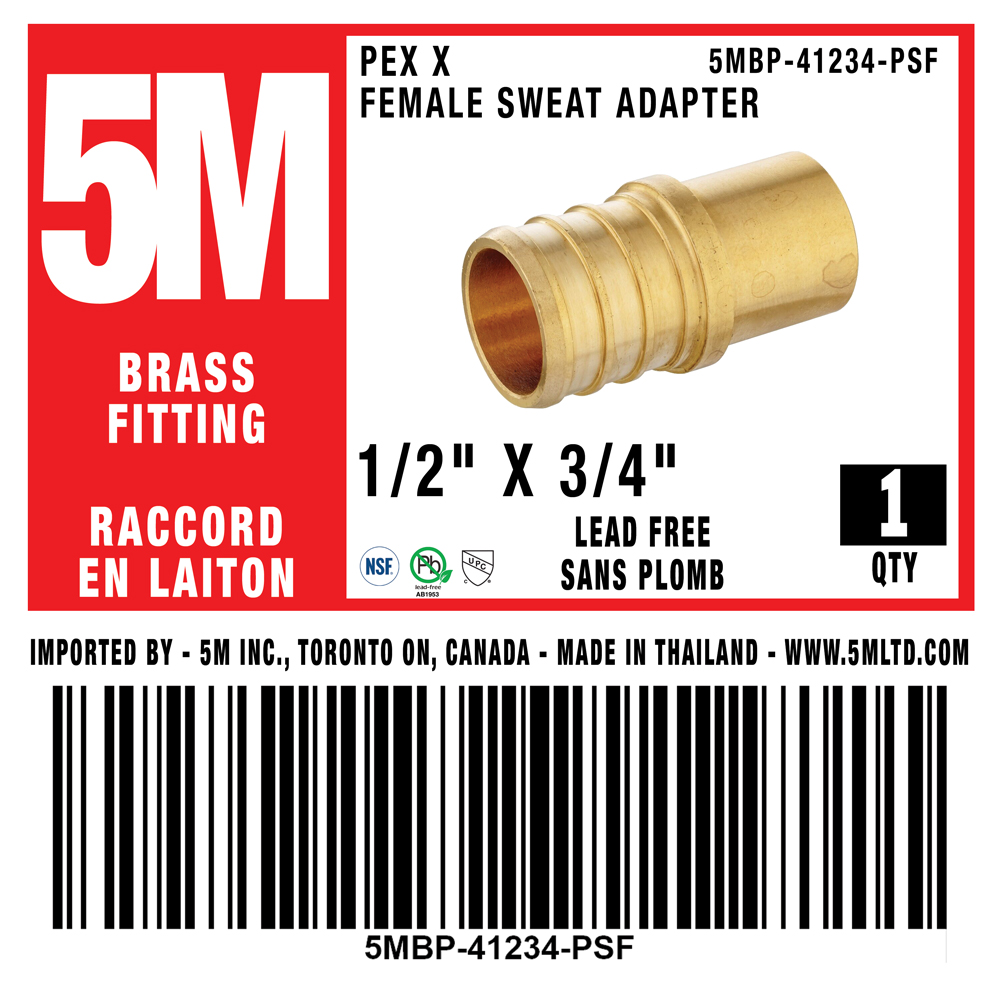 5M
BRASS
FITTING
RACCORD
EN LAITON
PEX X
5MBP-41234-PSF
FEMALE SWEAT ADAPTER
1/2" X 3/4"
LEAD FREE
SANS PLOMB
1
QTY
NSF
Pb
lead-free
AB1953
UPC
C
IMPORTED BY - 5M INC., TORONTO ON, CANADA - MADE IN THAILAND - WWW.5MLTD.COM
5MBP-41234-PSF